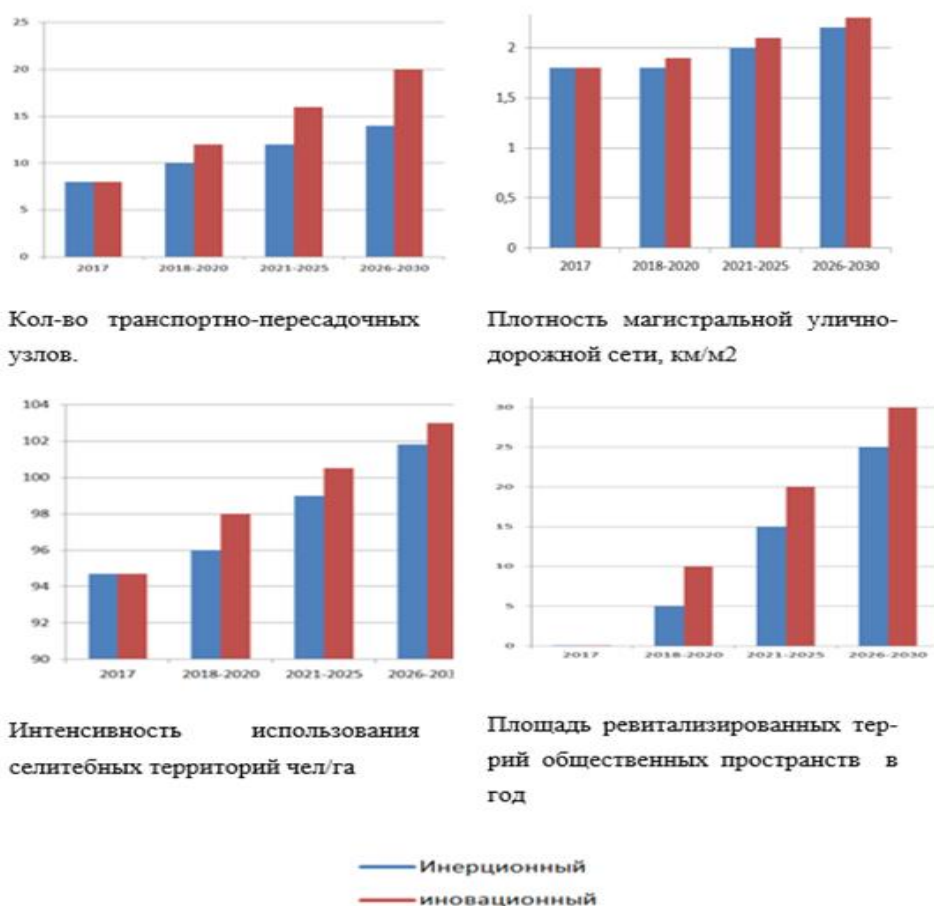 25
20
15
10
5
0
2017 2018-2020 2021-2025 2026-2030
2
1,5
1
0,5
0
2017 2018-2020 2021-2025 2026-2030
Кол-во транспортно-пересадочных
узлов.
Плотность магистральной улично-
дорожной сети, км/м2
104
102
100
98
96
94
92
90
2017 2018-2020 2021-2025 2026-203
30
25
20
15
10
5
0
2017 2018-2020 2021-2025 2026-2030
Интенсивность использования
селитебных территорий чел/га
Площадь ревитализированных тер-
рий общественных пространств в
год
Инерционный
иновационный